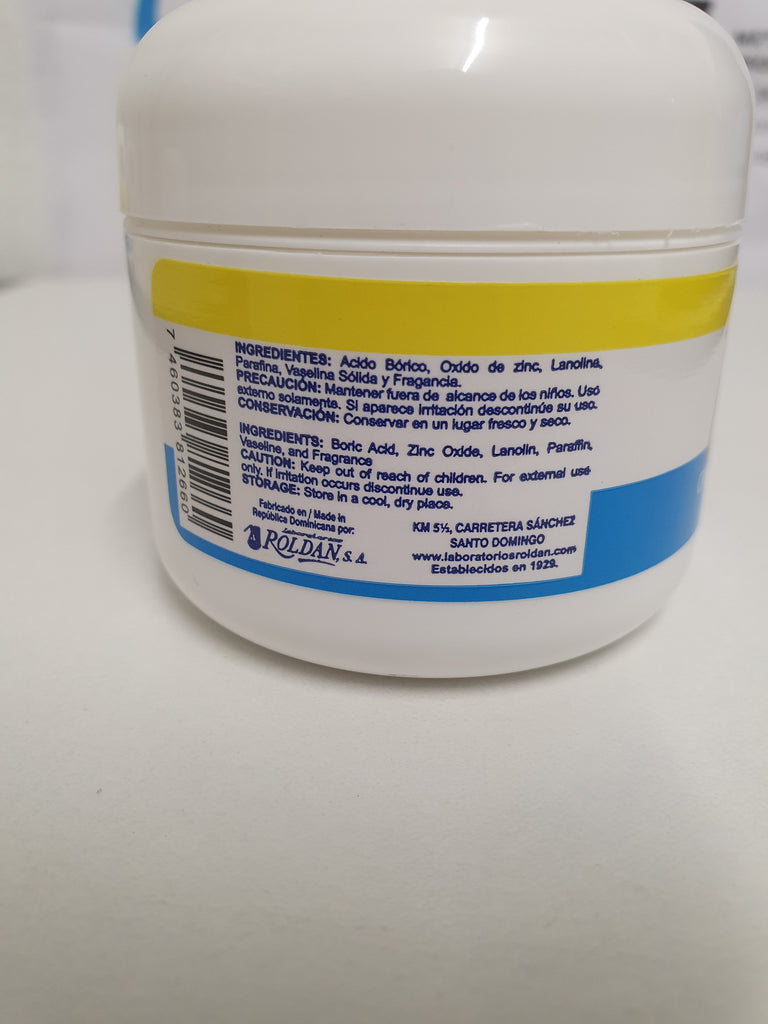 INGREDIENTES: Acido Bórico, Oxido de zinc, Lanolina,
Parafina, Vaselina Sólida y Fragancia.
PRECAUCIÓN: Mantener fuera de alcance de los niños. Uso
externo solamente. Si aparece irritación descontinúe su uso.
CONSERVACIÓN: Conservar en un lugar fresco y seco.
INGREDIENTS: Boric Acid, Zinc Oxide, Lanolin, Paraffin,
Vaseline, and Fragrance
CAUTION: Keep out of reach of children. For external use
only. If irritation occurs discontinue use.
STORAGE: Store in a cool, dry place.
Fabricado en / Made in
República Dominicana por:
Laboratorios
ROLDAN, S. A.
KM 5½, CARRETERA SÁNCHEZ
SANTO DOMINGO
www.laboratoriosroldan.com
Establecidos en 1929.
7 460383 812660